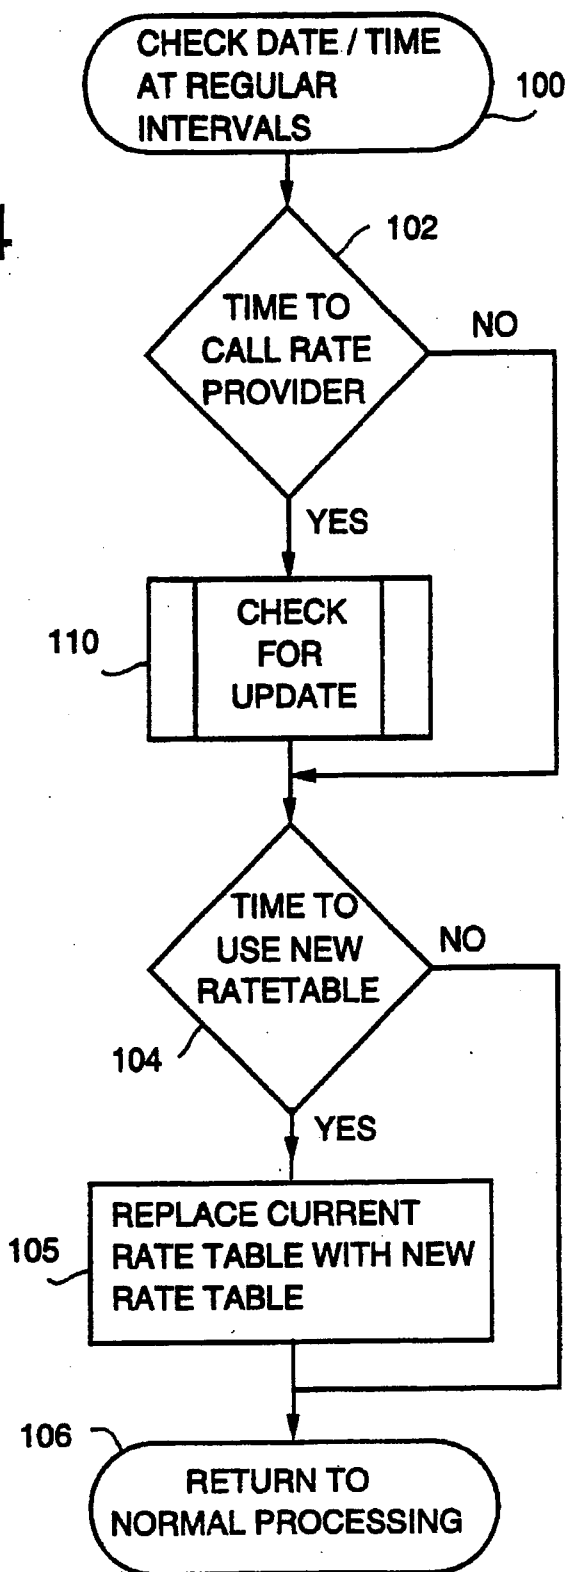 CHECK DATE / TIME
AT REGULAR
INTERVALS
100
4
102
TIME TO
CALL RATE
PROVIDER
NO
YES
110
CHECK
FOR
UPDATE
TIME TO
USE NEW
RATETABLE
NO
104
YES
REPLACE CURRENT
RATE TABLE WITH NEW
RATE TABLE
105
106
RETURN TO
NORMAL PROCESSING